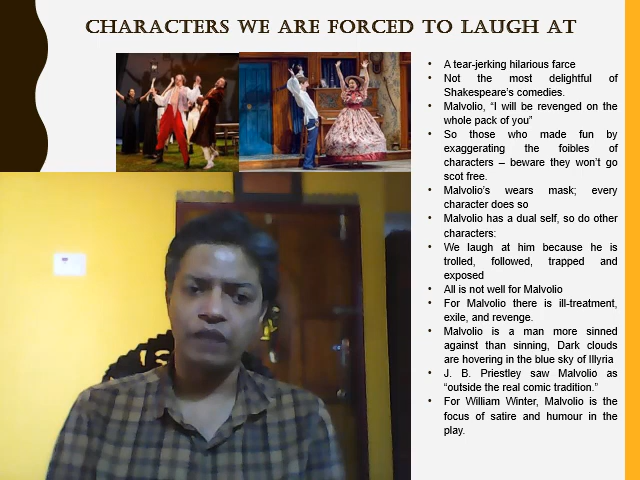 CHARACTERS WE ARE FORCED TO LAUGH AT
• A tear-jerking hilarious farce
• Not the most delightful of
Shakespeare's comedies.
• Malvolio, "I will be revenged on the
whole pack of you"
• So those who made fun by
exaggerating the foibles of
characters – beware they won't go
scot free.
• Malvolio's wears mask; every
character does so
• Malvolio has a dual self, so do other
characters:
• We laugh at him because he is
trolled, followed, trapped and
exposed
• All is not well for Malvolio
• For Malvolio there is ill-treatment,
exile, and revenge.
• Malvolio is a man more sinned
against than sinning, Dark clouds
are hovering in the blue sky of Illyria
• J. B. Priestley saw Malvolio as
"outside the real comic tradition."
• For William Winter, Malvolio is the
focus of satire and humour in the
play.